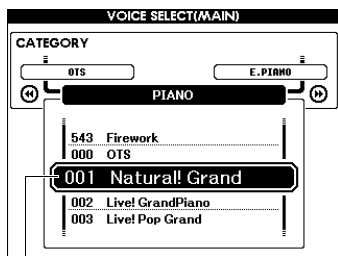 VOICE SELECT(MAIN)
CATEGORY
OTS E.PIANO
PIANO
543 Firework
000 OTS
001 Natural! Grand
002 Live! GrandPiano
003 Live! Pop Grand